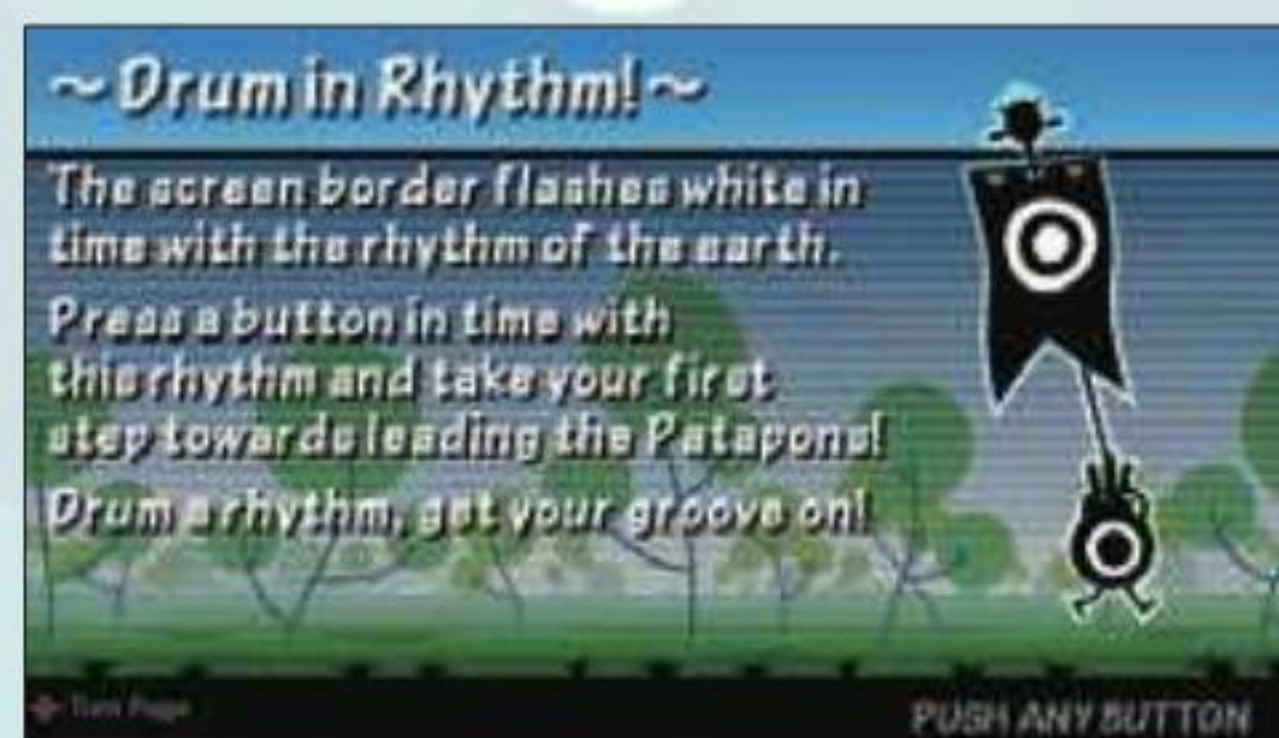 ~Drum in Rhythm!~
The screen border flashes white in
time with the rhythm of the earth.
Press a button in time with
this rhythm and take your first
step towards leading the Patapons!
Drum a rhythm, get your groove on!
Turn Page
PUSH ANY BUTTON